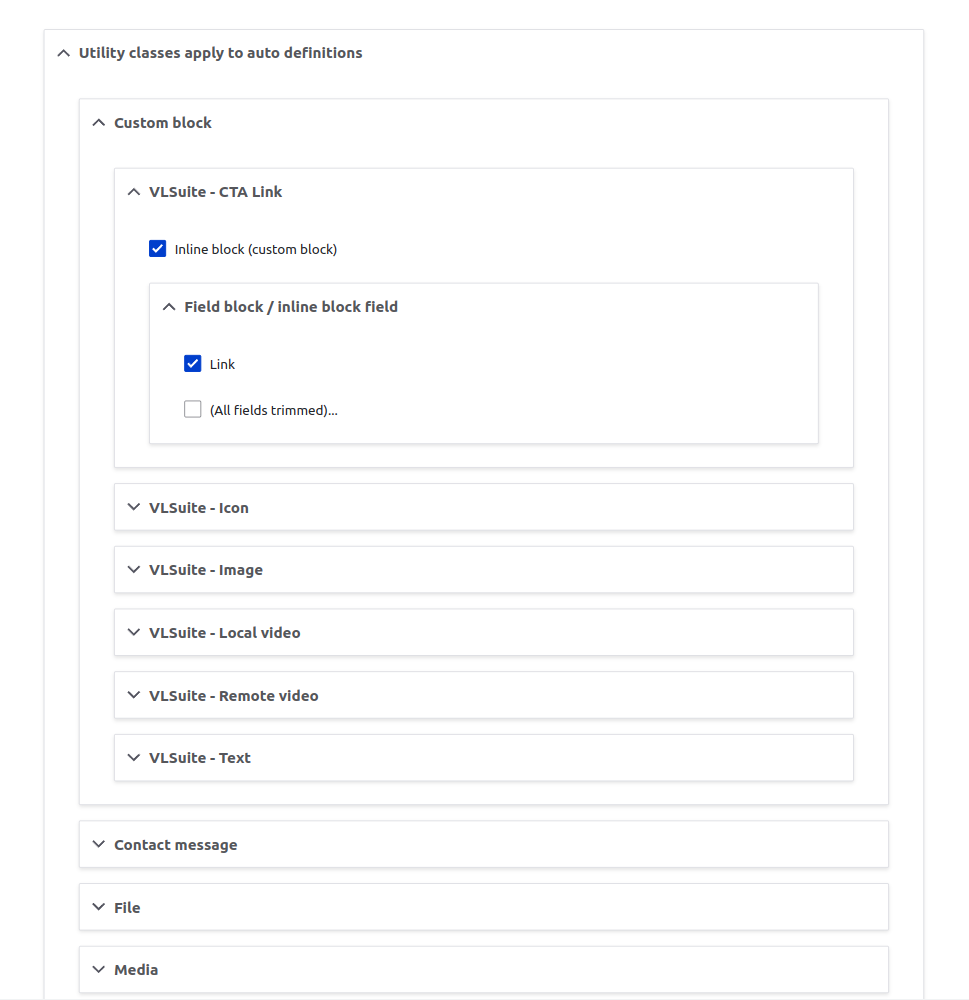 Utility classes apply to auto definitions
Custom block
VLSuite - CTA Link
Inline block (custom block)
Field block / inline block field
Link
(All fields trimmed)...
VLSuite - Icon
VLSuite - Image
VLSuite - Local video
VLSuite - Remote video
VLSuite - Text
Contact message
File
Media